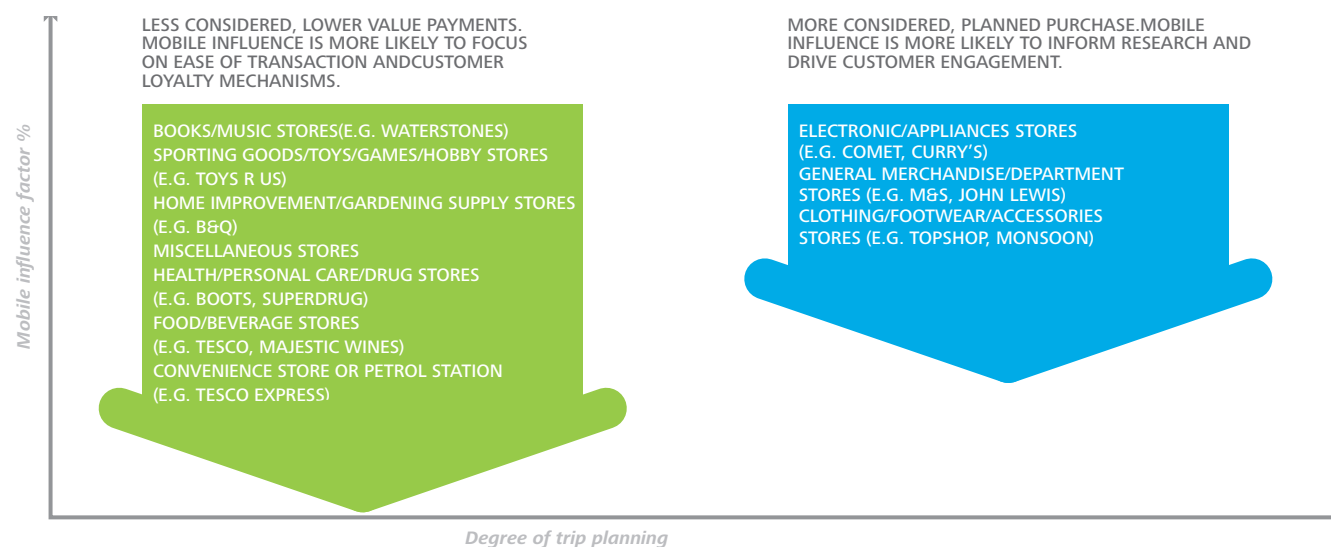 LESS CONSIDERED, LOWER VALUE PAYMENTS.
MOBILE INFLUENCE IS MORE LIKELY TO FOCUS
ON EASE OF TRANSACTION ANDCUSTOMER
LOYALTY MECHANISMS.
BOOKS/MUSIC STORES(E.G. WATERSTONES)
SPORTING GOODS/TOYS/GAMES/HOBBY STORES
(E.G. TOYS R US)
HOME IMPROVEMENT/GARDENING SUPPLY STORES
(E.G. B&Q)
MISCELLANEOUS STORES
HEALTH/PERSONAL CARE/DRUG STORES
(E.G. BOOTS, SUPERDRUG)
FOOD/BEVERAGE STORES
(E.G. TESCO, MAJESTIC WINES)
CONVENIENCE STORE OR PETROL STATION
(E.G. TESCO EXPRESS)
MORE CONSIDERED, PLANNED PURCHASE.MOBILE
INFLUENCE IS MORE LIKELY TO INFORM RESEARCH AND
DRIVE CUSTOMER ENGAGEMENT.
ELECTRONIC/APPLIANCES STORES
(E.G. COMET, CURRY’S)
GENERAL MERCHANDISE/DEPARTMENT
STORES (E.G. M&S, JOHN LEWIS)
CLOTHING/FOOTWEAR/ACCESSORIES
STORES (E.G. TOPSHOP, MONSOON)
Mobile influence factor %
Degree of trip planning